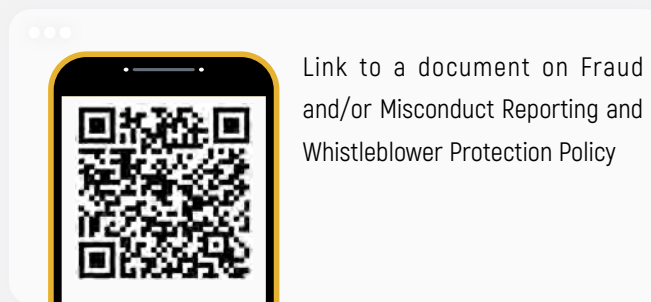 Link to a document on Fraud
and/or Misconduct Reporting and
Whistleblower Protection Policy